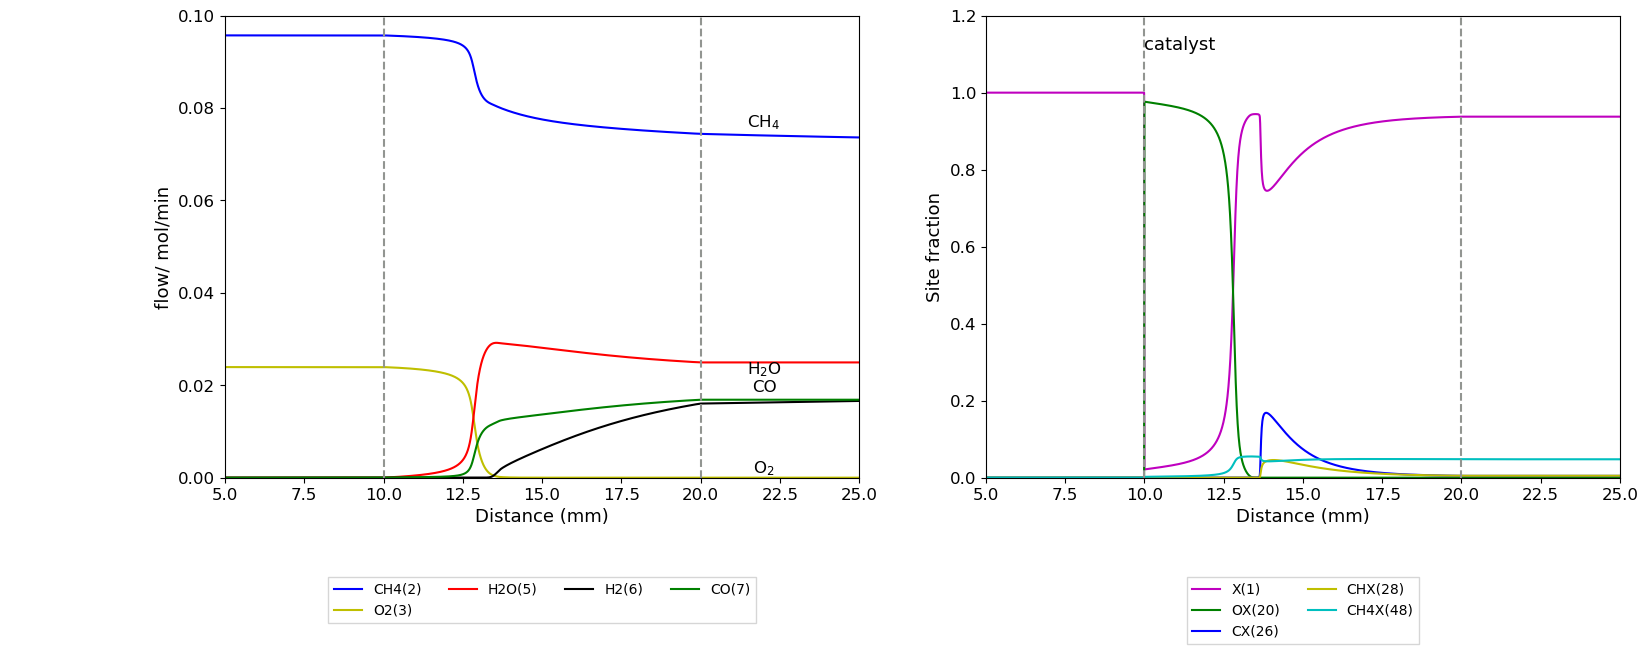 0.10
0.08
0.06
0.04
0.02
0.00
flow/ mol/min
CH4
H2O
CO
O2
5.0 7.5 10.0 12.5 15.0 17.5 20.0 22.5 25.0
Distance (mm)
CH4(2) H2O(5) H2(6) CO(7)
O2(3)
1.2
1.0
0.8
0.6
0.4
0.2
0.0
Site fraction
catalyst
5.0 7.5 10.0 12.5 15.0 17.5 20.0 22.5 25.0
Distance (mm)
X(1) CHX(28)
OX(20) CH4X(48)
CX(26)